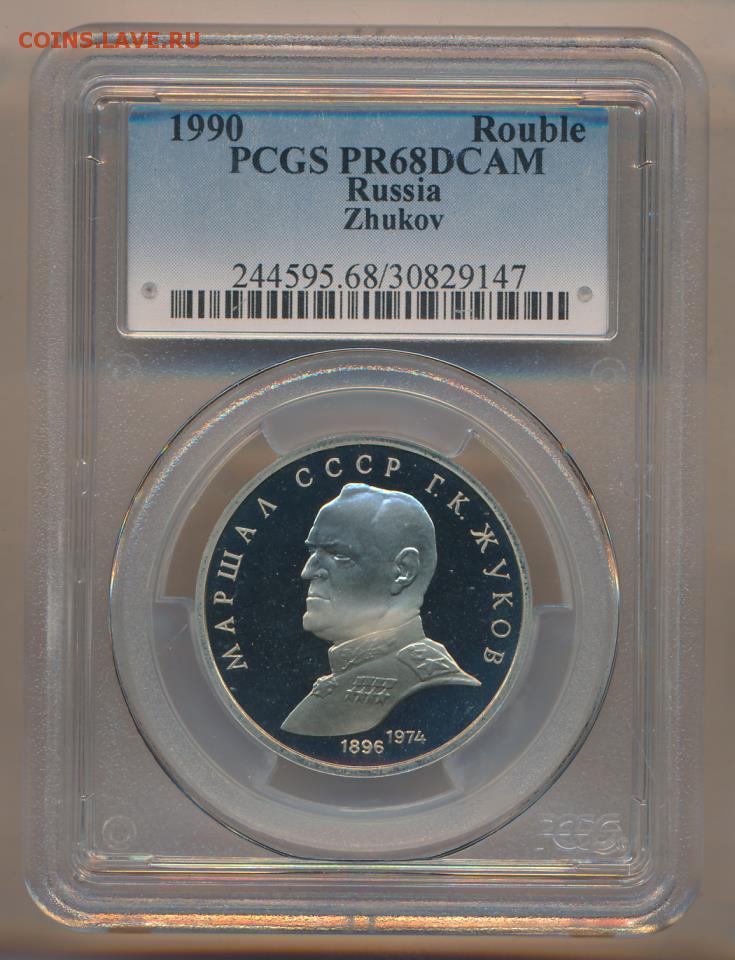 COINS.LAVE.RU
1990 Rouble
PCGS PR68DCAM
Russia
Zhukov
244595.68/30829147
МАРШАЛ СССР Г.К. ЖУКОВ
1896 1974
PCGS